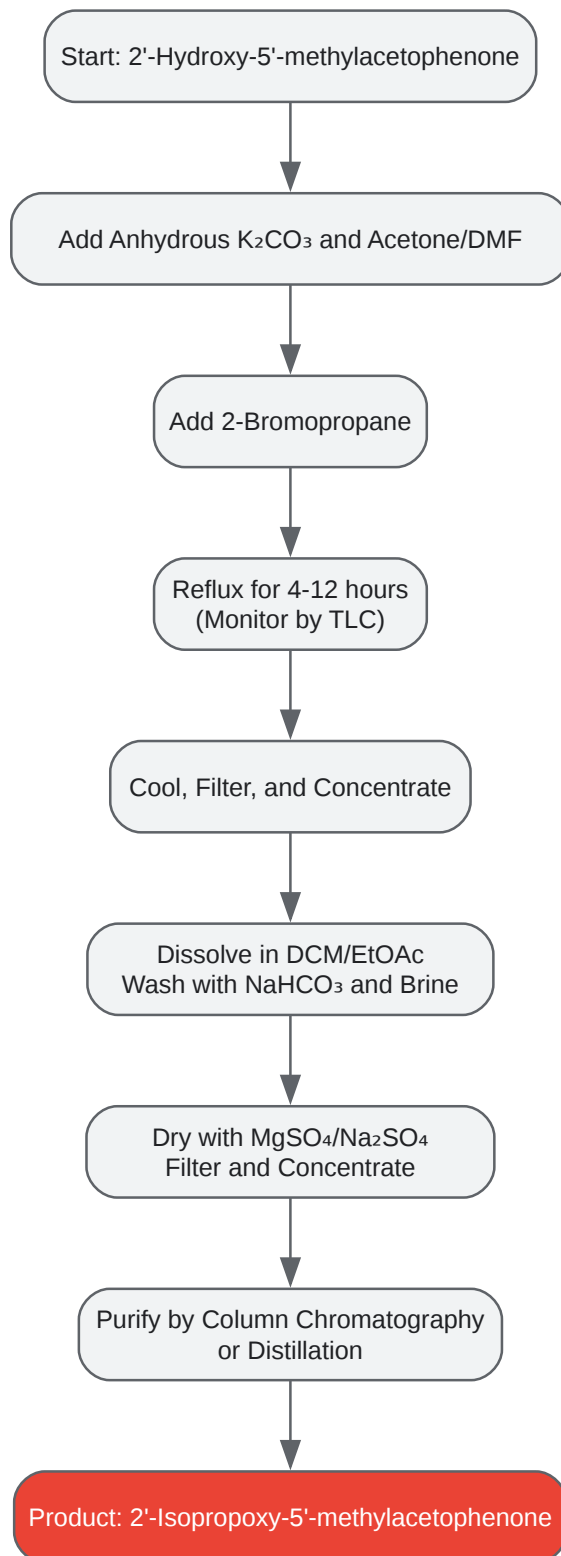 Start: 2'-Hydroxy-5'-methylacetophenone
Add Anhydrous K₂CO₃ and Acetone/DMF
Add 2-Bromopropane
Reflux for 4-12 hours
(Monitor by TLC)
Cool, Filter, and Concentrate
Dissolve in DCM/EtOAc
Wash with NaHCO₃ and Brine
Dry with MgSO₄/Na₂SO₄
Filter and Concentrate
Purify by Column Chromatography
or Distillation
Product: 2'-Isopropoxy-5'-methylacetophenone